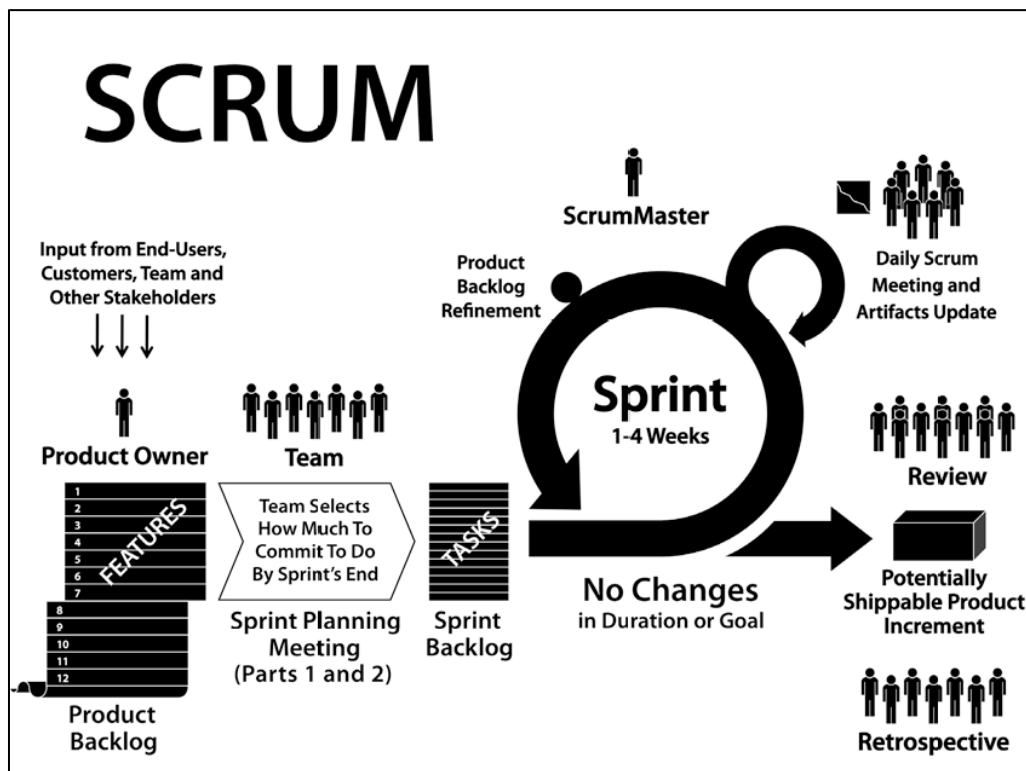 SCRUM
Input from End-Users,
Customers, Team and
Other Stakeholders
Product Owner
Team
1
2
3
4
5
6
7
8
9
10
11
12
FEATURES
Product
Backlog
Team Selects
How Much To
Commit To Do
By Sprint's End
Sprint Planning
Meeting
(Parts 1 and 2)
TASKS
Sprint
Backlog
Product
Backlog
Refinement
ScrumMaster
Sprint
1-4 Weeks
No Changes
in Duration or Goal
Daily Scrum
Meeting and
Artifacts Update
Review
Potentially
Shippable Product
Increment
Retrospective